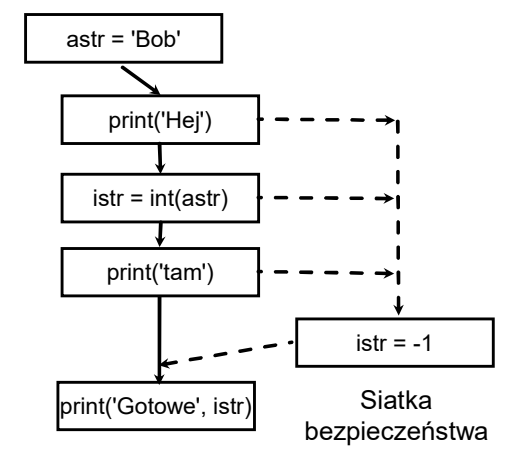 astr = 'Bob'
print('Hej')
istr = int(astr)
print('tam')
istr = -1
print('Gotowe', istr)
Siatka
bezpieczeństwa